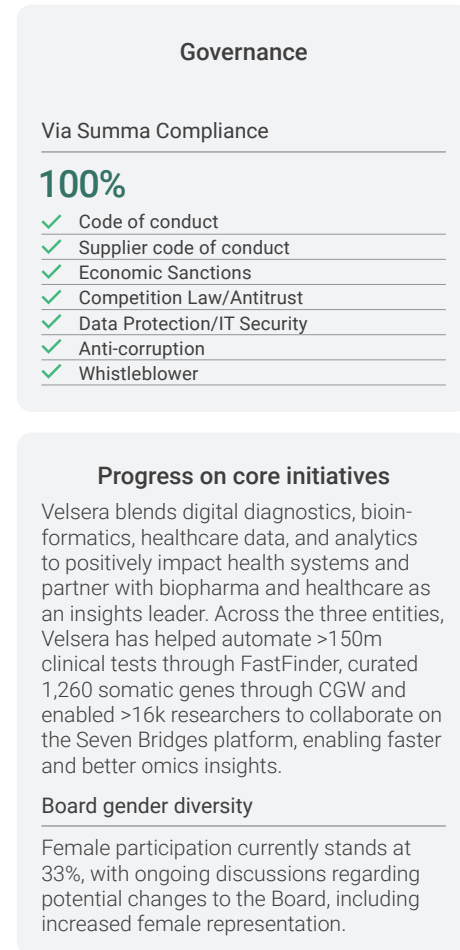 Governance
Via Summa Compliance
100%
Code of conduct
Supplier code of conduct
Economic Sanctions
Competition Law/Antitrust
Data Protection/IT Security
Anti-corruption
Whistleblower
Progress on core initiatives
Velsera blends digital diagnostics, bioin-
formatics, healthcare data, and analytics
to positively impact health systems and
partner with biopharma and healthcare as
an insights leader. Across the three entities,
Velsera has helped automate >150m
clinical tests through FastFinder, curated
1,260 somatic genes through CGW and
enabled >16k researchers to collaborate on
the Seven Bridges platform, enabling faster
and better omics insights.
Board gender diversity
Female participation currently stands at
33%, with ongoing discussions regarding
potential changes to the Board, including
increased female representation.